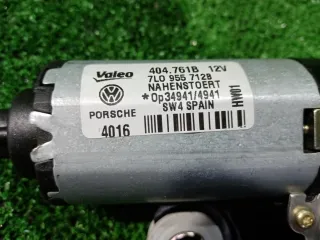 Valeo 404.761B 12V
7L0 955 712B
NAHENSTOERT
*Op34941/4941
PORSCHE SW4 SPAIN
4016
HW01